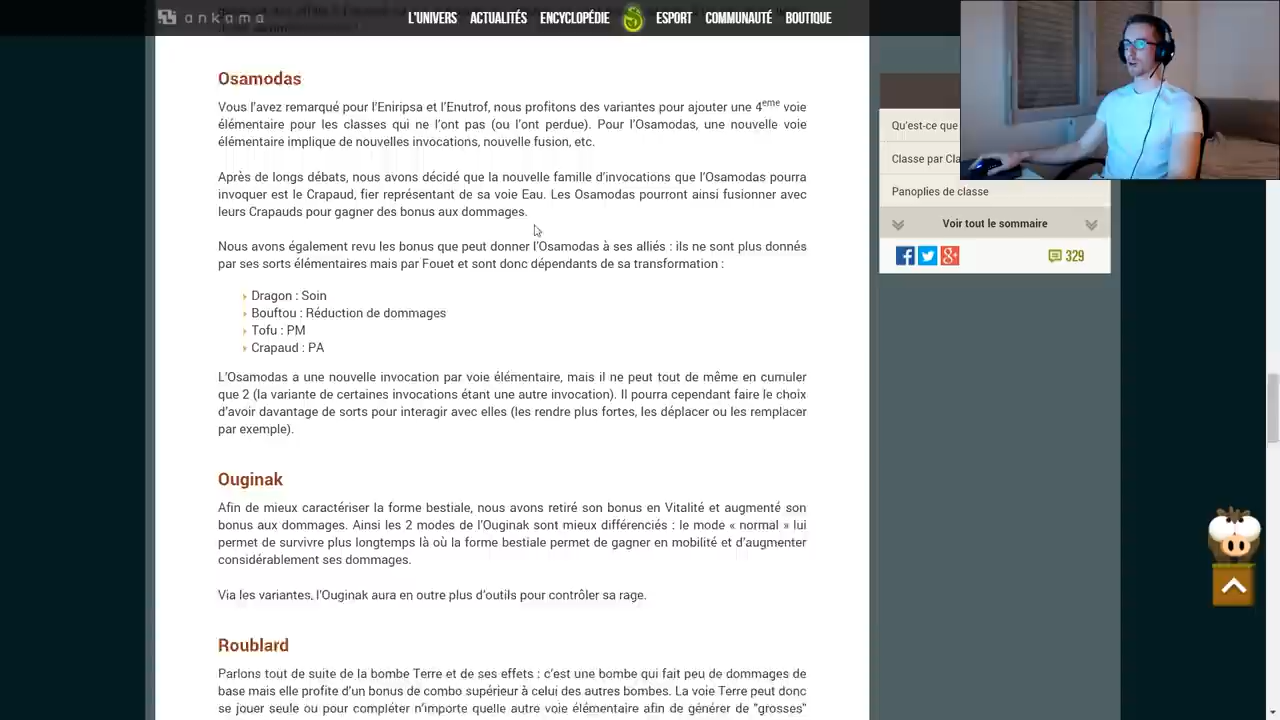 ankama
L'UNIVERS ACTUALITÉS ENCYCLOPÉDIE ESPORT COMMUNAUTÉ BOUTIQUE
Osamodas
Vous l'avez remarqué pour l'Eniripsa et l'Enutrof, nous profitons des variantes pour ajouter une 4eme voie
élémentaire pour les classes qui ne l'ont pas (ou l'ont perdue). Pour l'Osamodas, une nouvelle voie
élémentaire implique de nouvelles invocations, nouvelle fusion, etc.
Après de longs débats, nous avons décidé que la nouvelle famille d'invocations que l'Osamodas pourra
invoquer est le Crapaud, fier représentant de sa voie Eau. Les Osamodas pourront ainsi fusionner avec
leurs Crapauds pour gagner des bonus aux dommages.
Nous avons également revu les bonus que peut donner l'Osamodas à ses alliés : ils ne sont plus donnés
par ses sorts élémentaires mais par Fouet et sont donc dépendants de sa transformation :
Dragon : Soin
Bouftou : Réduction de dommages
Tofu : PM
Crapaud : PA
L'Osamodas a une nouvelle invocation par voie élémentaire, mais il ne peut tout de même en cumuler
que 2 (la variante de certaines invocations étant une autre invocation). Il pourra cependant faire le choix
d'avoir davantage de sorts pour interagir avec elles (les rendre plus fortes, les déplacer ou les remplacer
par exemple).
Ouginak
Afin de mieux caractériser la forme bestiale, nous avons retiré son bonus en Vitalité et augmenté son
bonus aux dommages. Ainsi les 2 modes de l'Ouginak sont mieux différenciés : le mode « normal » lui
permet de survivre plus longtemps là où la forme bestiale permet de gagner en mobilité et d'augmenter
considérablement ses dommages.
Via les variantes, l'Ouginak aura en outre plus d'outils pour contrôler sa rage.
Roublard
Parlons tout de suite de la bombe Terre et de ses effets : c'est une bombe qui fait peu de dommages de
base mais elle profite d'un bonus de combo supérieur à celui des autres bombes. La voie Terre peut donc
se jouer seule ou pour compléter n'importe quelle autre voie élémentaire afin de générer de "grosses"
Qu'est-ce que
Classe par Cla
Panoplies de classe
Voir tout le sommaire
329